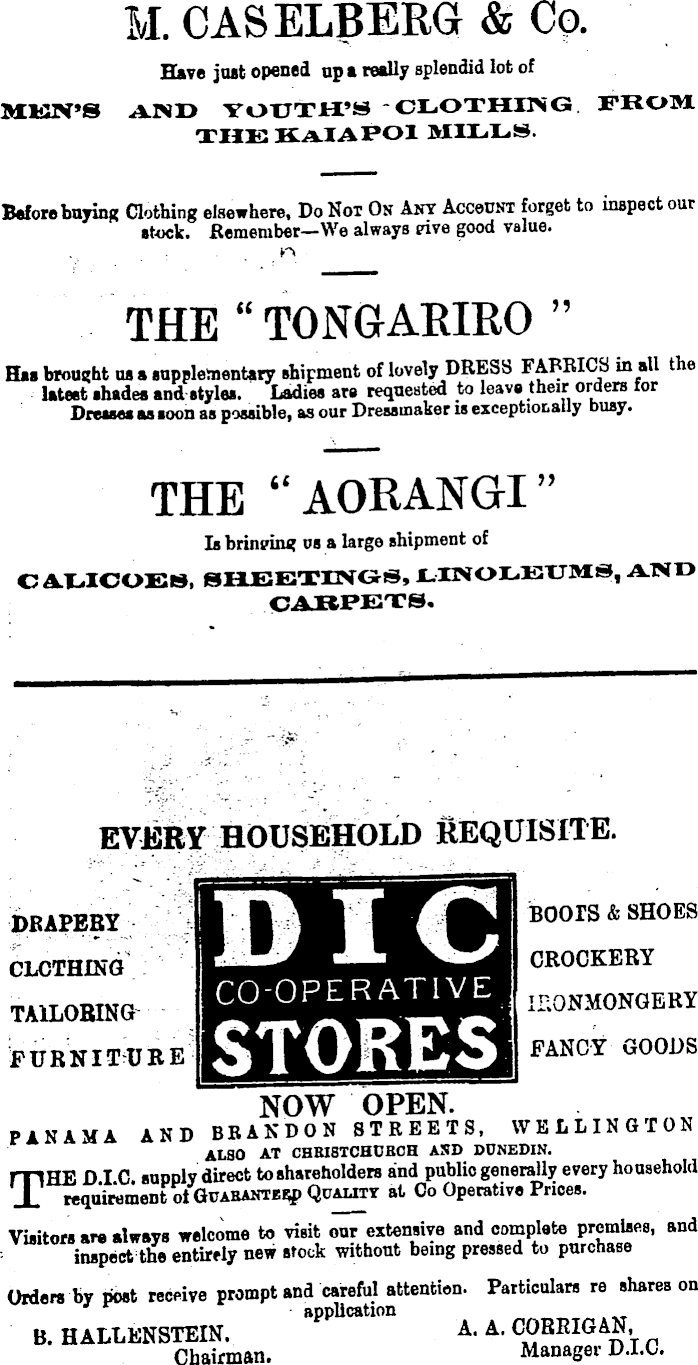 M. CASELBERG & Co.
Have just opened up a really splendid lot of
MEN'S AND YOUTH'S CLOTHING FROM
THE KAIAPOI MILLS.
Before buying Clothing elsewhere, Do Not On Any Account forget to inspect our
stock. Remember—We always give good value.
THE "TONGARIRO"
Has brought us a supplementary shipment of lovely DRESS FABRICS in all the
latest shades and styles. Ladies are requested to leave their orders for
Dresses as soon as possible, as our Dressmaker is exceptionally busy.
THE "AORANGI"
Is bringing us a large shipment of
CALICOES, SHEETINGS, LINOLEUMS, AND
CARPETS.
EVERY HOUSEHOLD REQUISITE.
DRAPERY
CLOTHING
TAILORING
FURNITURE
DIC
CO-OPERATIVE
STORES
BOOTS & SHOES
CROCKERY
IRONMONGERY
FANCY GOODS
NOW OPEN.
PANAMA AND BRANDON STREETS, WELLINGTON
ALSO AT CHRISTCHURCH AND DUNEDIN.
THE D.I.C. supply direct to shareholders and public generally every household
requirement of GUARANTEED QUALITY at Co Operative Prices.
Visitors are always welcome to visit our extensive and complete premises, and
inspect the entirely new stock without being pressed to purchase
Orders by post receive prompt and careful attention. Particulars re shares on
application
B. HALLENSTEIN.
Chairman.
A. A. CORRIGAN,
Manager D.I.C.